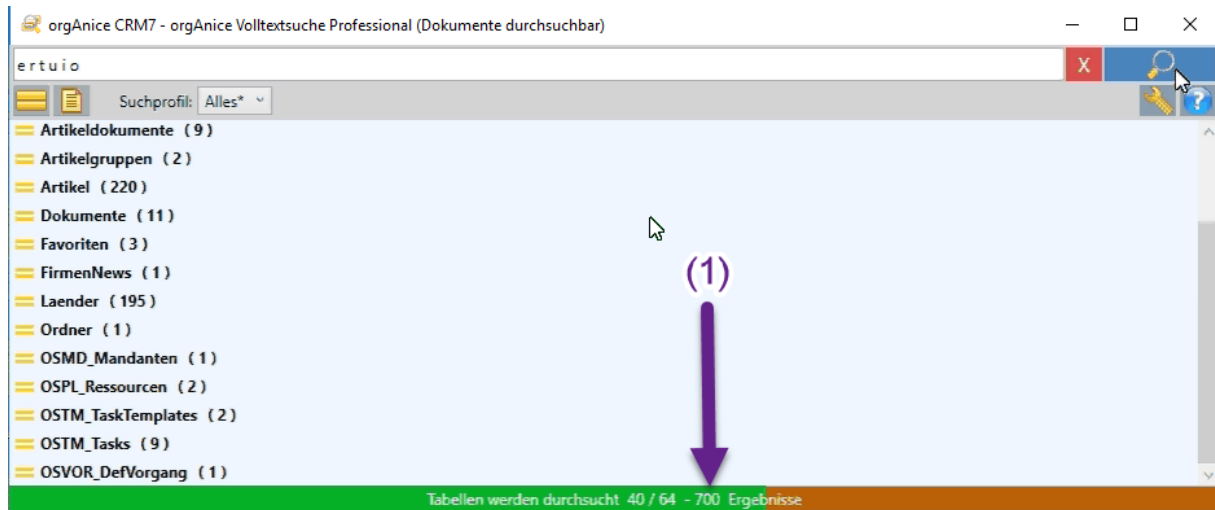 orgAnice CRM7 - orgAnice Volltextsuche Professional (Dokumente durchsuchbar)
e r t u i o
X
Suchprofil: Alles*
?
Artikeldokumente (9)
Artikelgruppen (2)
Artikel (220)
Dokumente (11)
Favoriten (3)
FirmenNews (1)
Laender (195)
Ordner (1)
OSMD_Mandanten (1)
OSPL_Ressourcen (2)
OSTM_TaskTemplates (2)
OSTM_Tasks (9)
OSVOR_DefVorgang (1)
(1)
Tabellen werden durchsucht 40 / 64 - 700 Ergebnisse